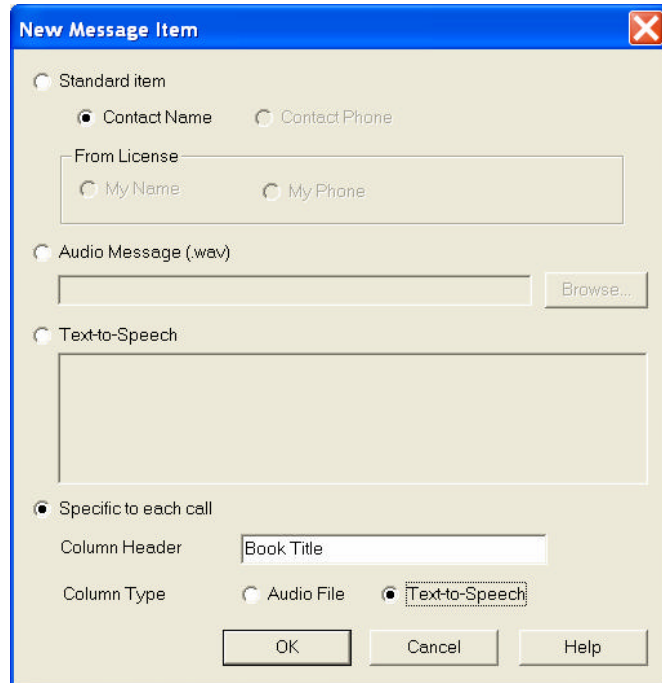 New Message Item
Standard item
Contact Name Contact Phone
From License
My Name My Phone
Audio Message (.wav)
Browse...
Text-to-Speech
Specific to each call
Column Header Book Title
Column Type Audio File Text-to-Speech
OK Cancel Help